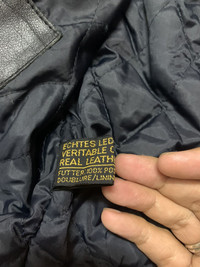 ECHTES LED
VERITABLE C
REAL LEATH
FUTTER 100% PO
DOUBLURE/LININ